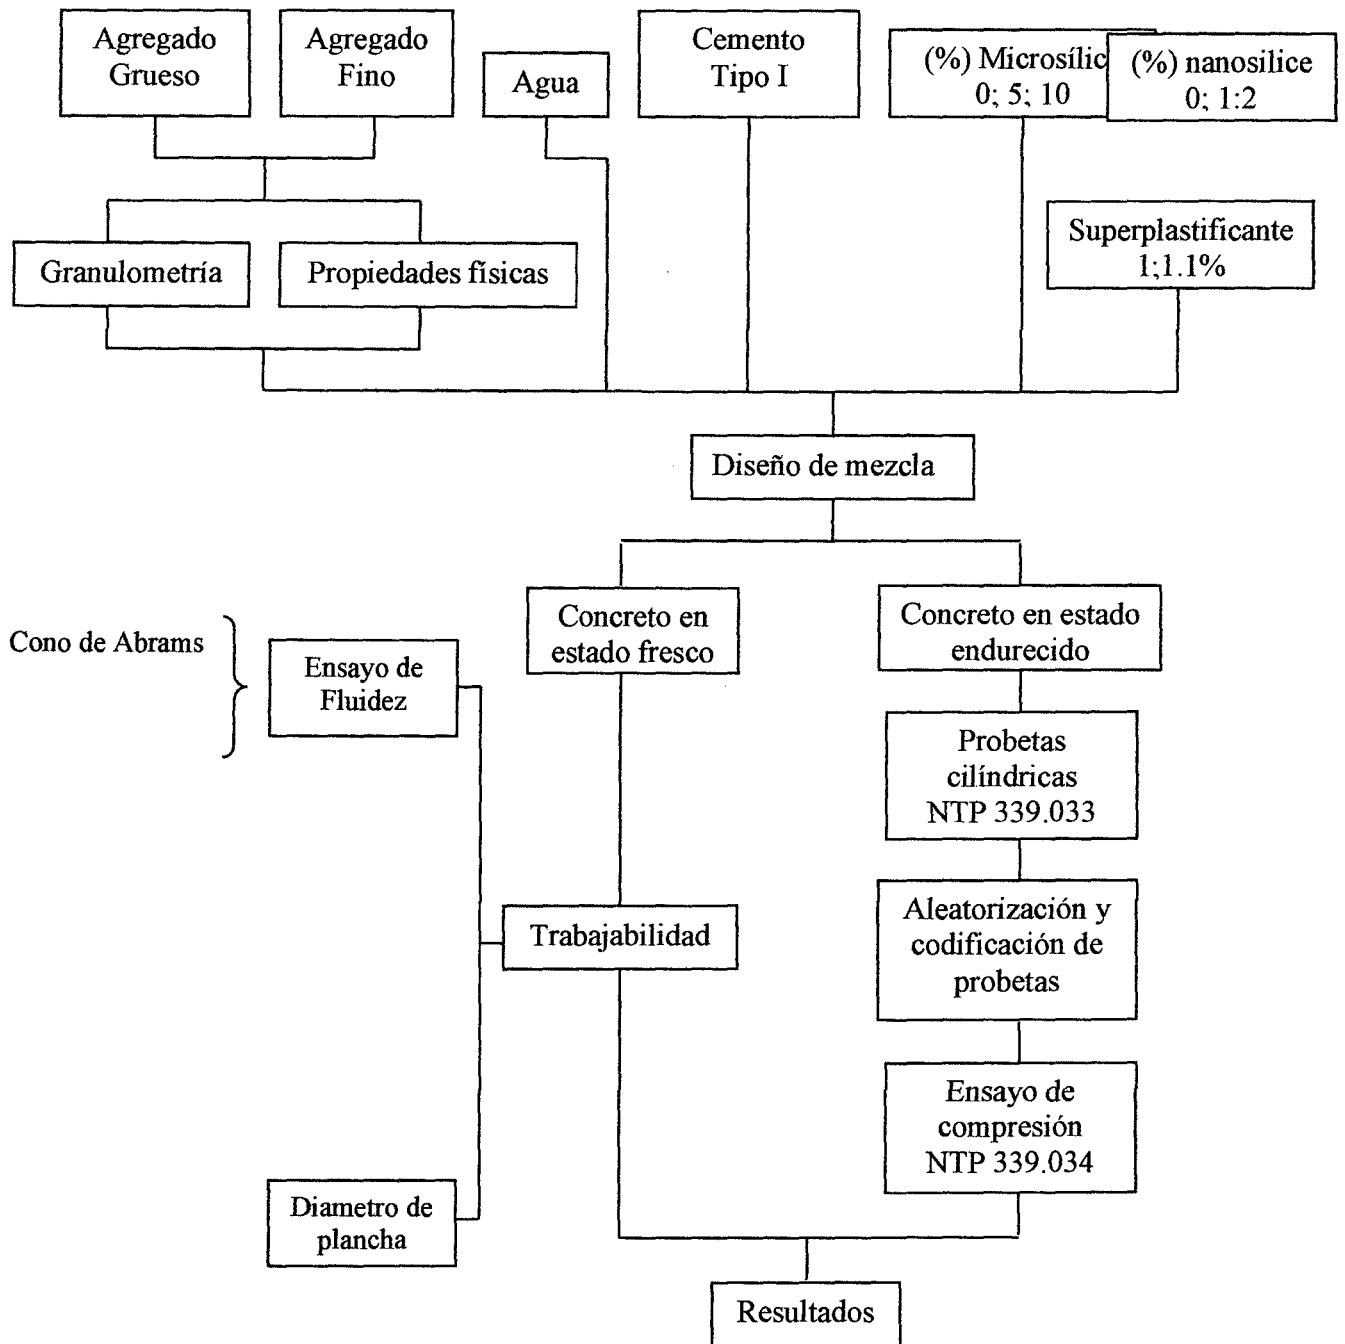 Agregado
Grueso
Agregado
Fino
Agua
Cemento
Tipo I
(%) Microsílic
0; 5; 10
(%) nanosilice
0; 1:2
Superplastificante
1;1.1%
Granulometría
Propiedades físicas
Diseño de mezcla
Concreto en
estado fresco
Concreto en estado
endurecido
Cono de Abrams
Ensayo de
Fluidez
Probetas
cilíndricas
NTP 339.033
Trabajabilidad
Aleatorización y
codificación de
probetas
Ensayo de
compresión
NTP 339.034
Diametro de
plancha
Resultados